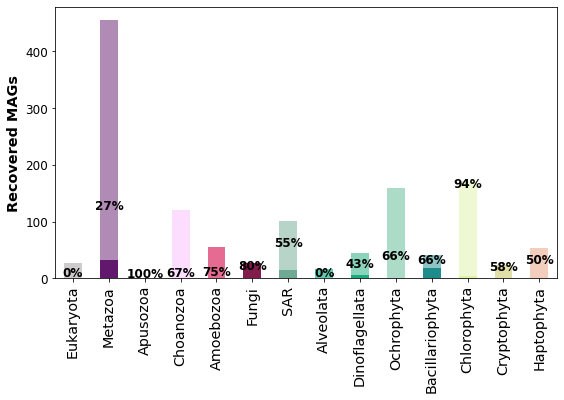 Recovered MAGs
400
300
200
100
0
0%
27%
100%
67%
75%
80%
55%
0%
43%
66%
66%
94%
16%
50%
Eukaryota
Metazoa
Apusozoa
Choanozoa
Amoebozoa
Fungi
SAR
Alveolata
Dinoflagellata
Ochrophyta
Bacillariophyta
Chlorophyta
Cryptophyta
Haptophyta